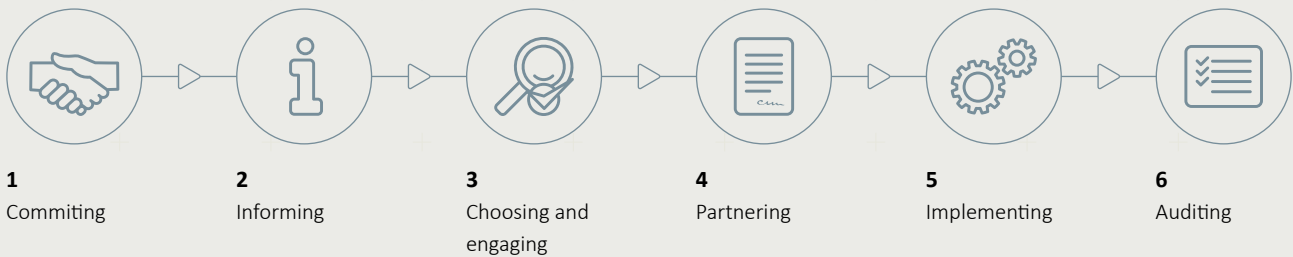 1
Commiting
2
Informing
3
Choosing and
engaging
4
Partnering
5
Implementing
6
Auditing